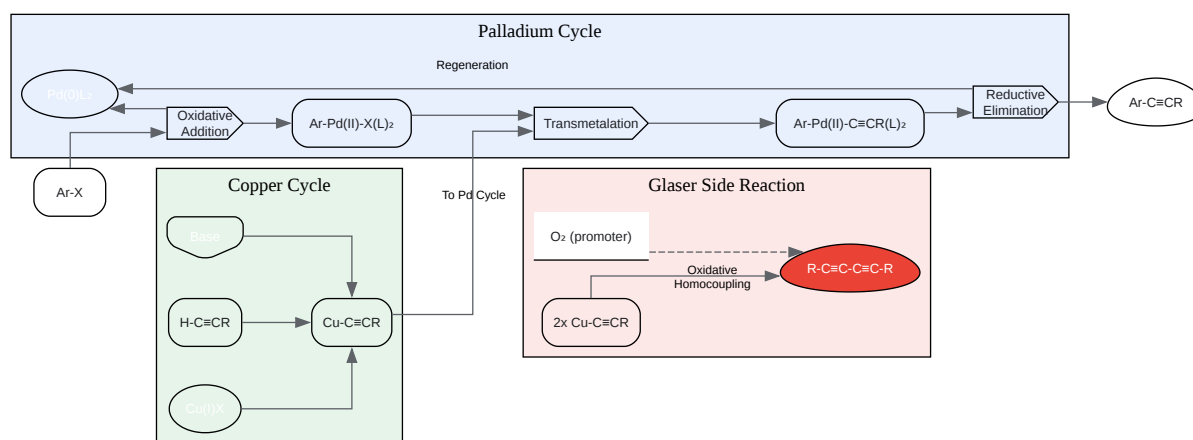 Palladium Cycle
Regeneration
Pd(0)L₂
Oxidative
Addition
Ar-Pd(II)-X(L)₂
Transmetalation
Ar-Pd(II)-C≡CR(L)₂
Reductive
Elimination
Ar-C≡CR
Ar-X
Copper Cycle
To Pd Cycle
Glaser Side Reaction
Base
O₂ (promoter)
R-C≡C-C≡C-R
Oxidative
Homocoupling
H-C≡CR
Cu-C≡CR
2x Cu-C≡CR
Cu(I)X